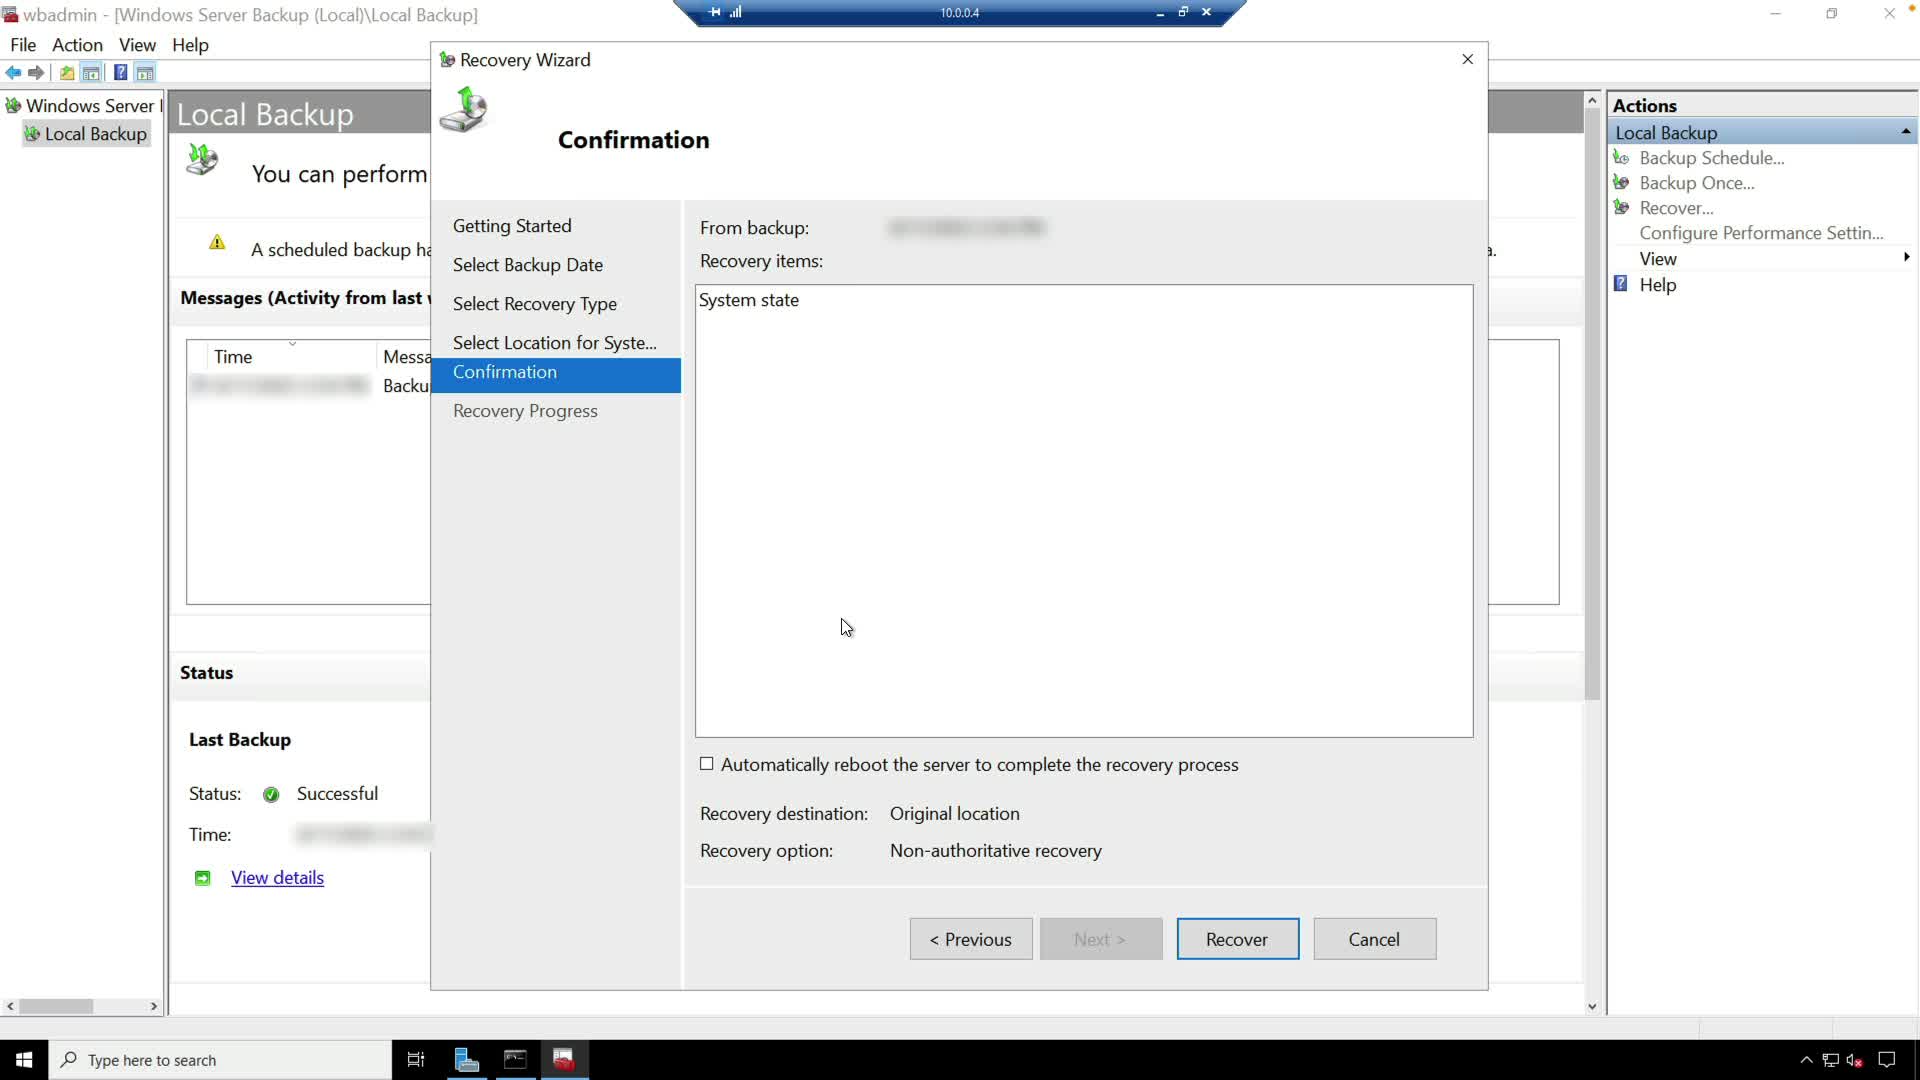 wbadmin - [Windows Server Backup (Local)\Local Backup]
10.0.0.4
File Action View Help
Recovery Wizard
Windows Server
Local Backup
Local Backup
You can perform
A scheduled backup ha
a.
Messages (Activity from last
Time Messa
Backu
Status
Last Backup
Status: Successful
Time:
View details
Confirmation
Getting Started
Select Backup Date
Select Recovery Type
Select Location for Syste...
Confirmation
Recovery Progress
From backup:
Recovery items:
System state
Automatically reboot the server to complete the recovery process
Recovery destination: Original location
Recovery option: Non-authoritative recovery
< Previous Next > Recover Cancel
Actions
Local Backup
Backup Schedule...
Backup Once...
Recover...
Configure Performance Settin...
View
Help
Type here to search